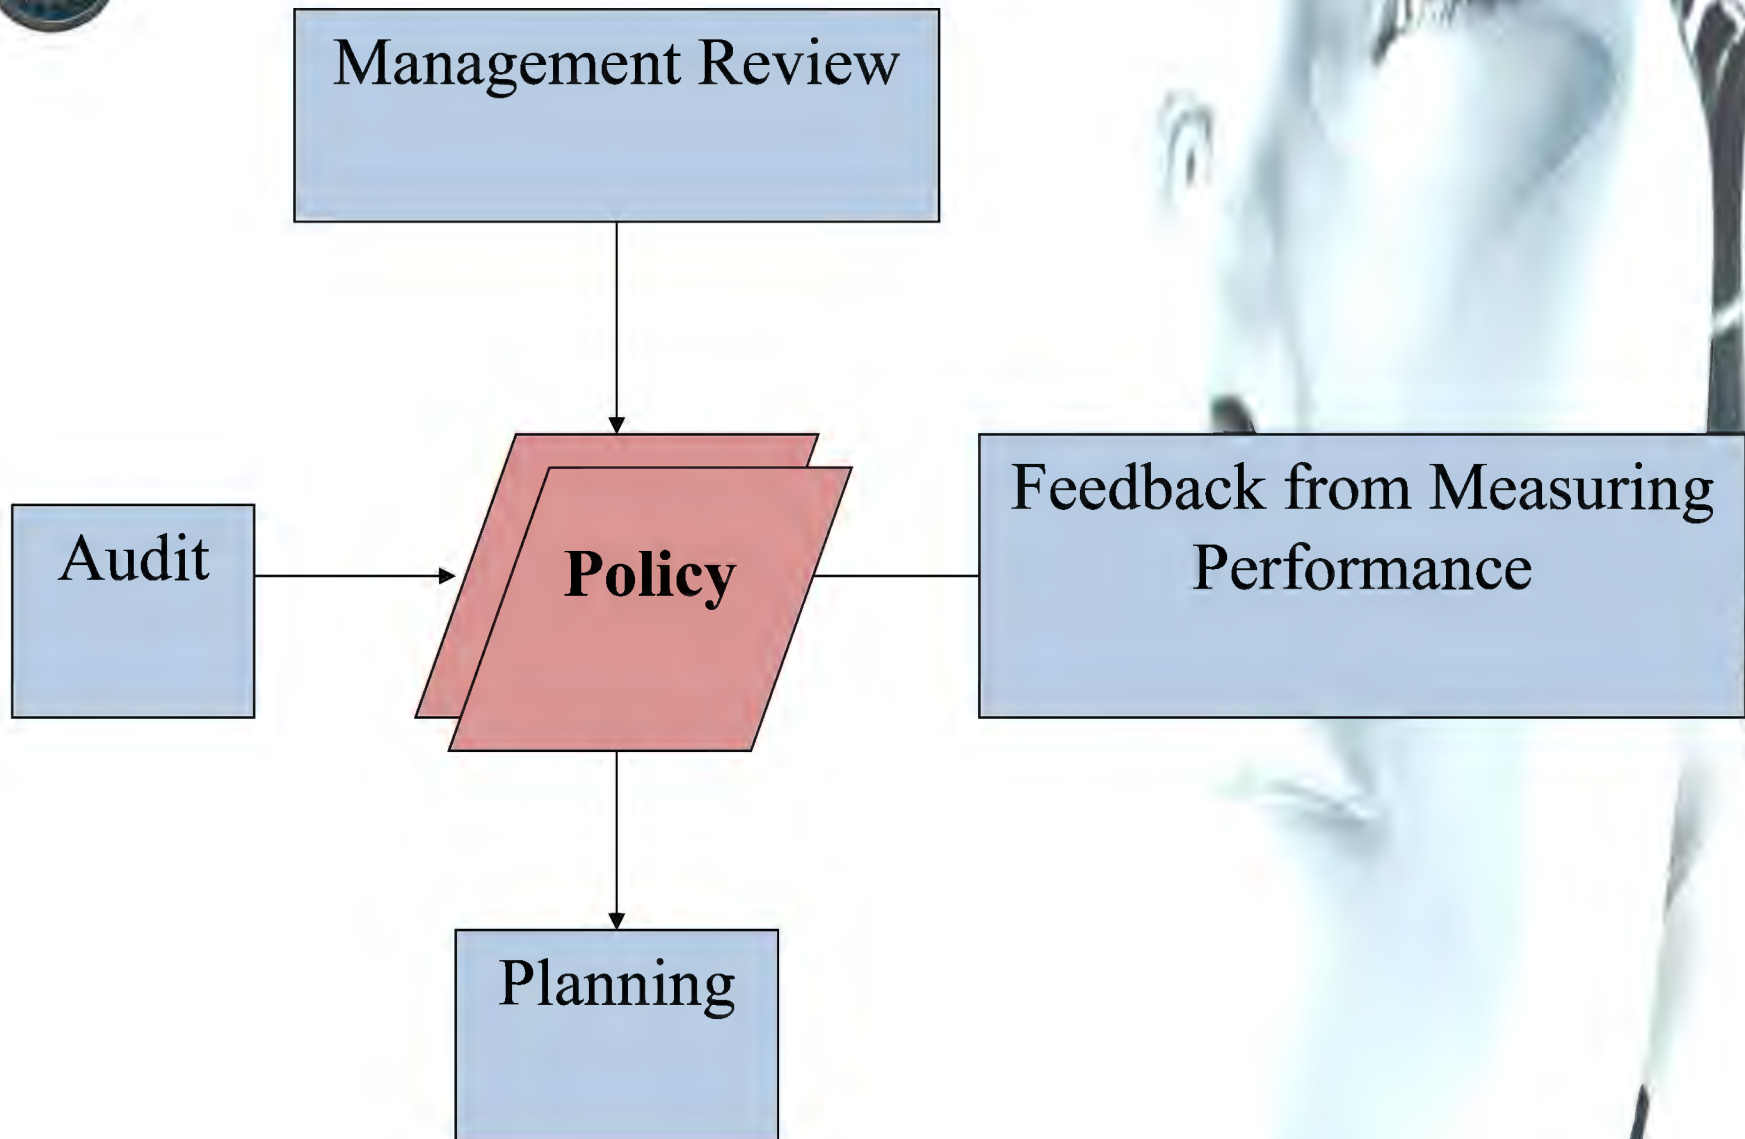 Management Review
Feedback from Measuring
Performance
Audit
Policy
Planning